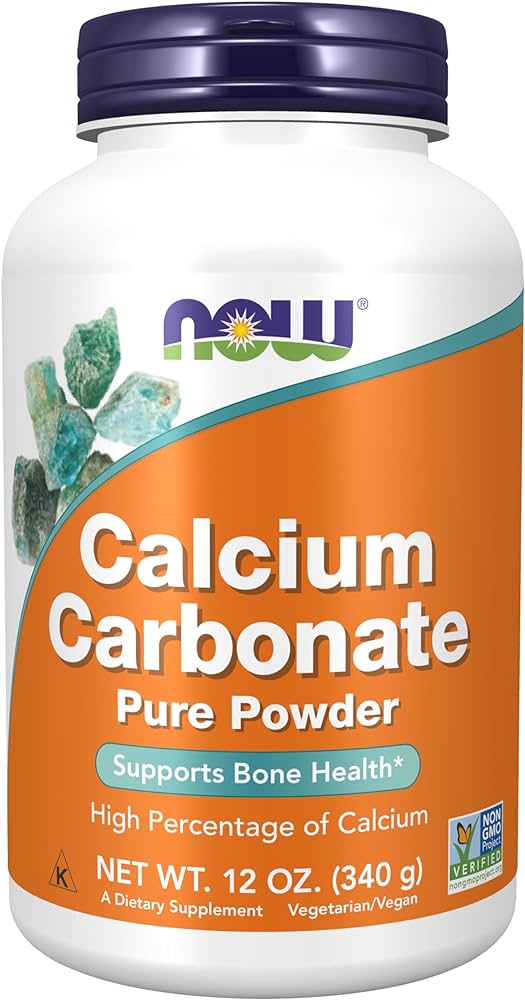 now®
Calcium
Carbonate
Pure Powder
Supports Bone Health*
High Percentage of Calcium
NON
GMO
Project
VERIFIED
nongmoproject.org
K
NET WT. 12 OZ. (340 g)
A Dietary Supplement Vegetarian/Vegan